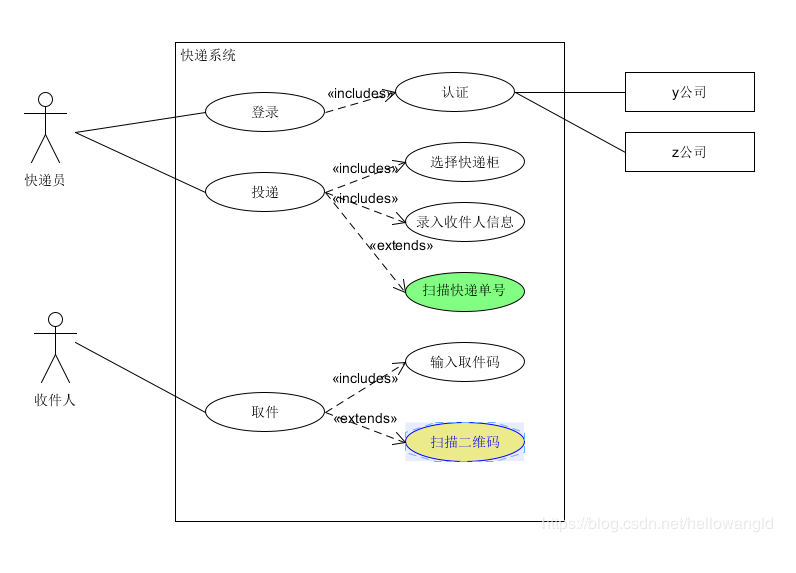 快递系统
«includes»
认证
y公司
登录
z公司
快递员
«includes»
选择快递柜
投递
«includes»
录入收件人信息
«extends»
扫描快递单号
收件人
«includes»
输入取件码
取件
«extends»
扫描二维码
https://blog.csdn.net/hellowangld